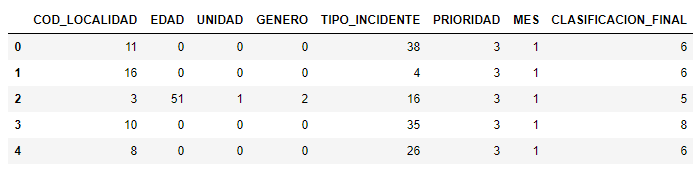 COD_LOCALIDAD EDAD UNIDAD GENERO TIPO_INCIDENTE PRIORIDAD MES CLASIFICACION_FINAL
0 11 0 0 0 38 3 1 6
1 16 0 0 0 4 3 1 6
2 3 51 1 2 16 3 1 5
3 10 0 0 0 35 3 1 8
4 8 0 0 0 26 3 1 6